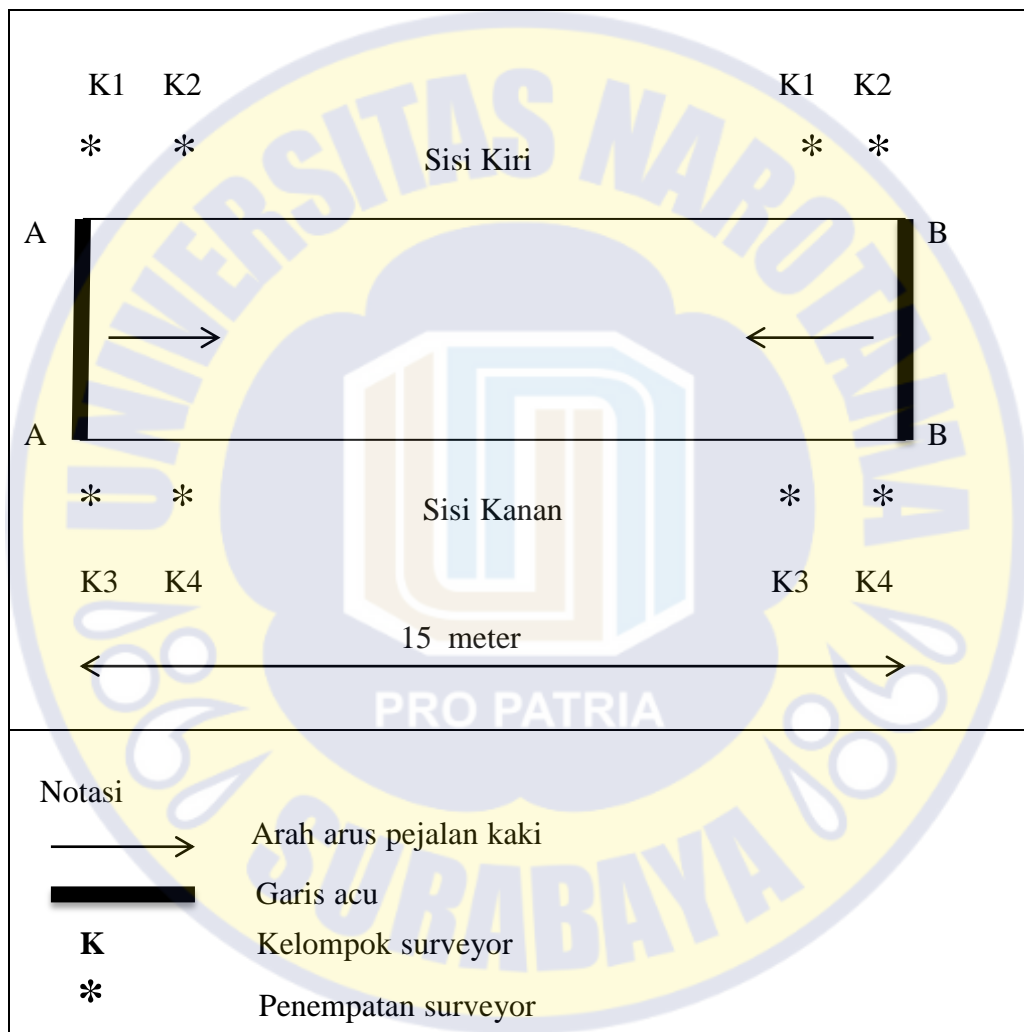 K1 K2 K1 K2
* * * *
Sisi Kiri
A B
A B
* * * *
Sisi Kanan
K3 K4 K3 K4
15 meter
Notasi
Arah arus pejalan kaki
Garis acu
K Kelompok surveyor
* Penempatan surveyor
UNIVERSITAS NAROTAMA
PRO PATRIA
SURABAYA